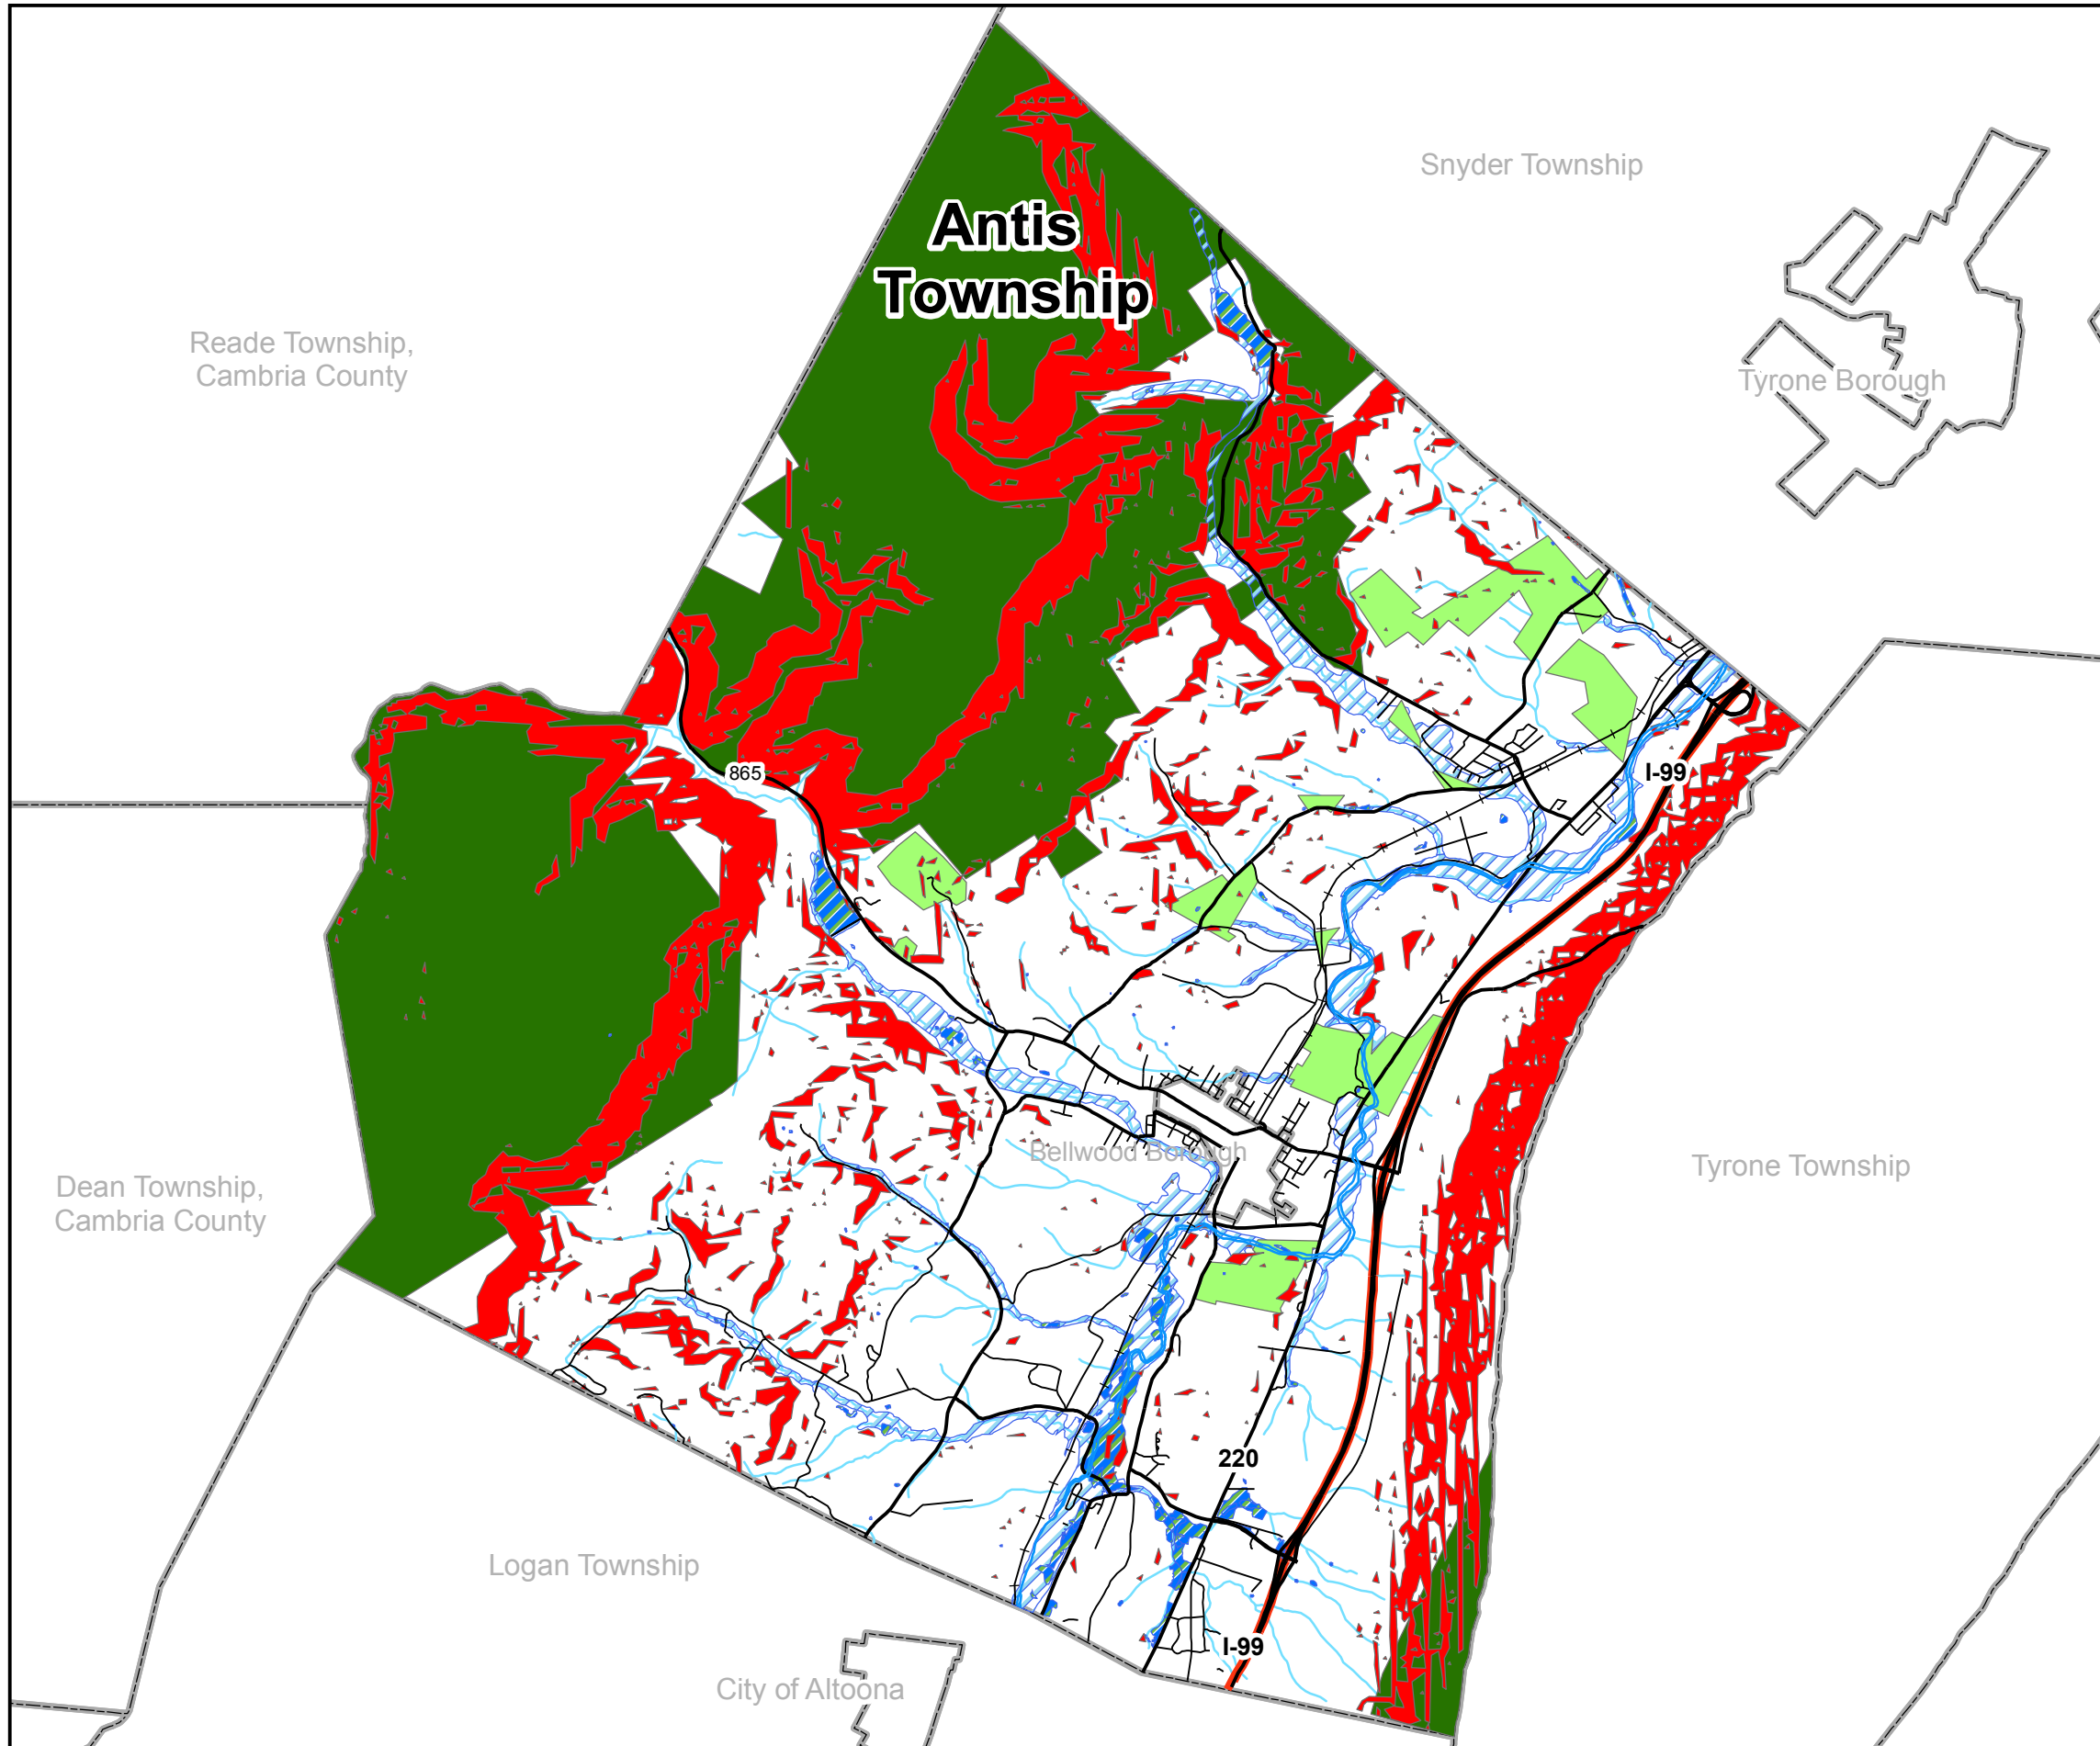 Snyder Township
Antis
Township
Reade Township,
Cambria County
Tyrone Borough
865
I-99
Bellwood Borough
Tyrone Township
Dean Township,
Cambria County
220
Logan Township
I-99
City of Altoona